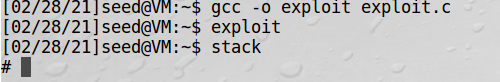 [02/28/21]seed@VM:~$ gcc -o exploit exploit.c
[02/28/21]seed@VM:~$ exploit
[02/28/21]seed@VM:~$ stack
#